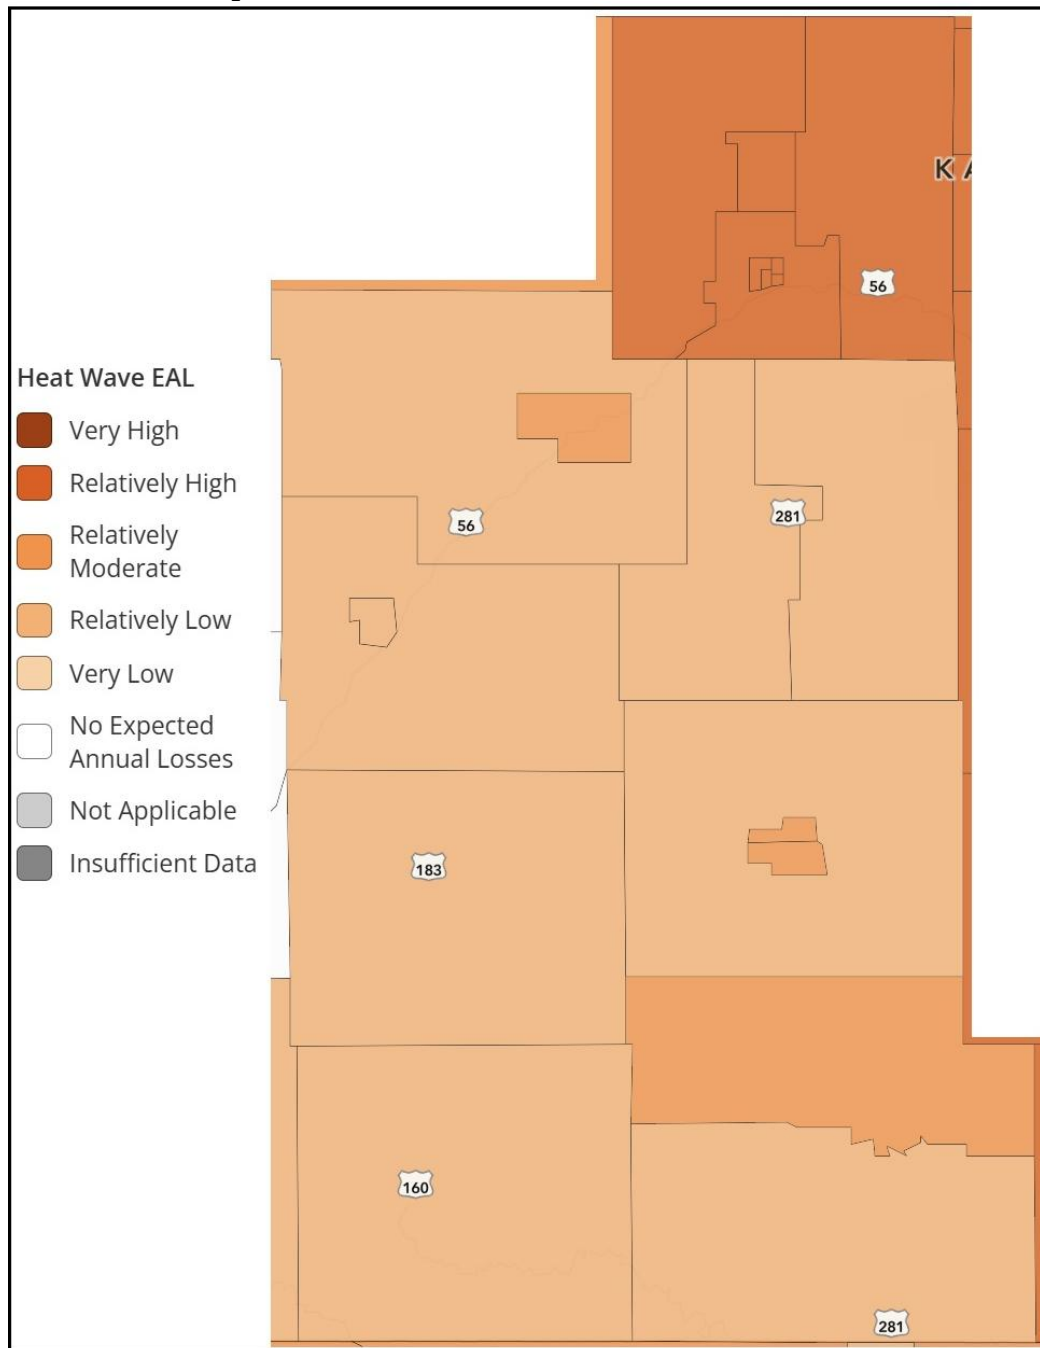 K A
56
Heat Wave EAL
Very High
Relatively High
Relatively
Moderate
Relatively Low
Very Low
No Expected
Annual Losses
Not Applicable
Insufficient Data
56
281
183
160
281